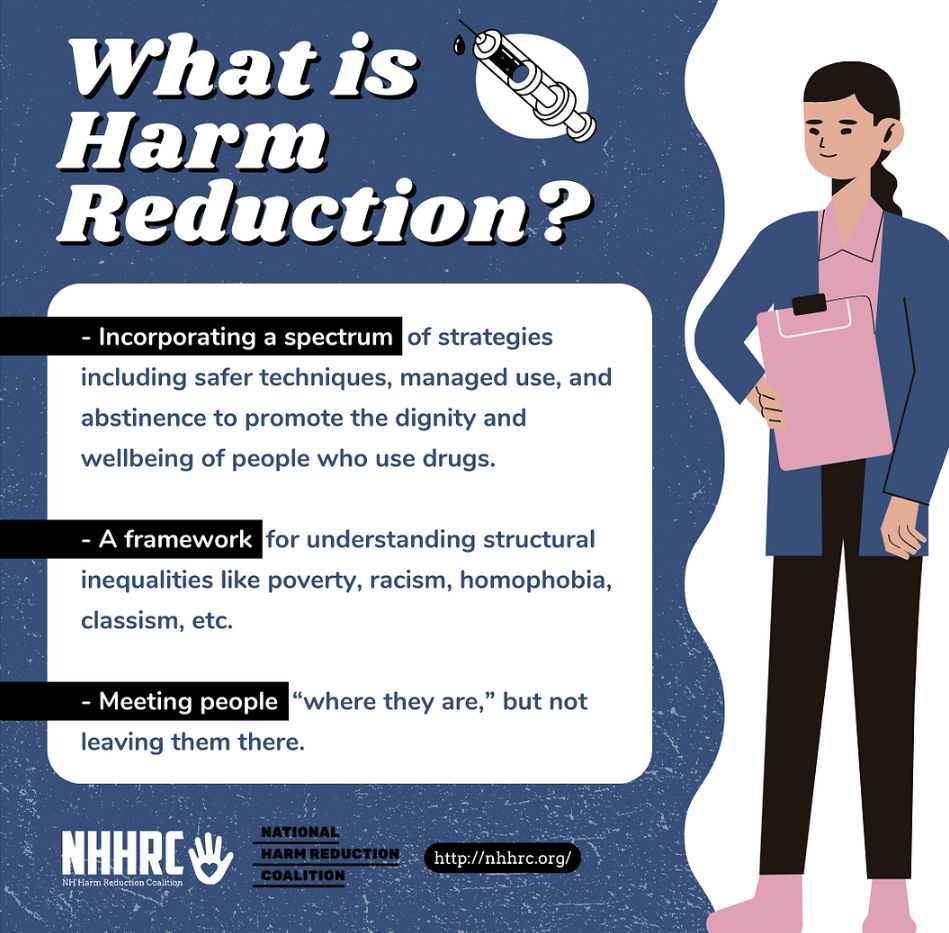 What is
Harm
Reduction?
- Incorporating a spectrum of strategies
including safer techniques, managed use, and
abstinence to promote the dignity and
wellbeing of people who use drugs.
- A framework for understanding structural
inequalities like poverty, racism, homophobia,
classism, etc.
- Meeting people “where they are,” but not
leaving them there.
NHHRC
NH Harm Reduction Coalition
NATIONAL
HARM REDUCTION
COALITION
http://nhhrc.org/